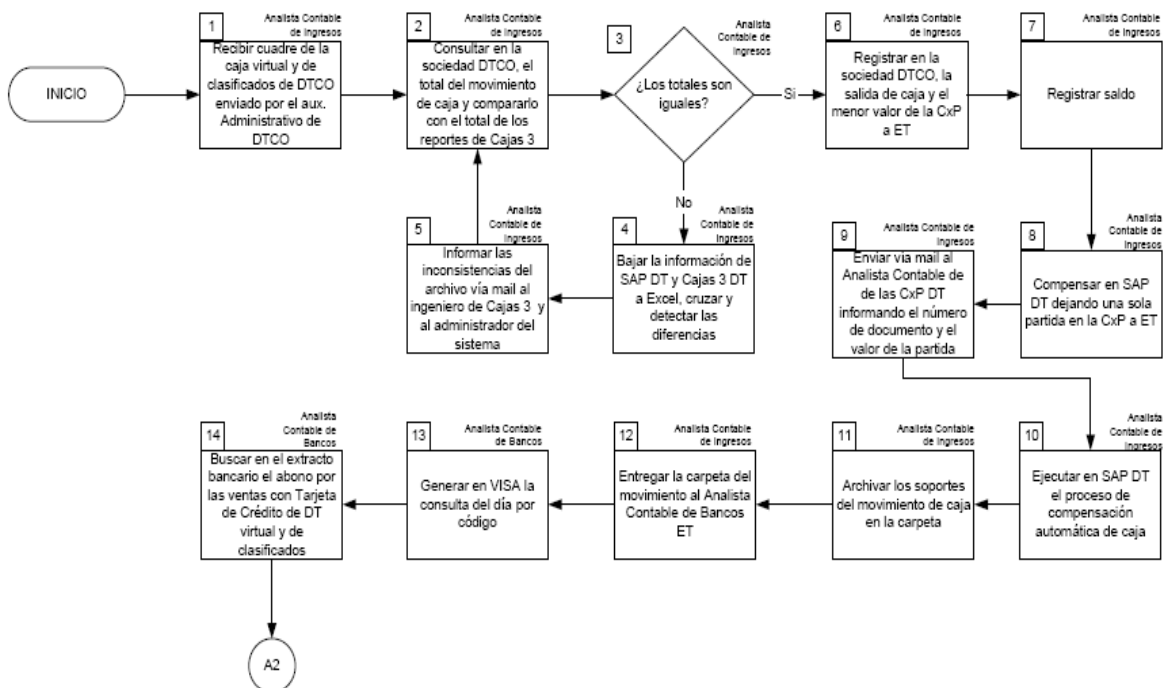 INICIO
1
Analista Contable
de Ingresos
Recibir cuadre de la
caja virtual y de
clasificados de DTCO
enviado por el aux.
Administrativo de
DTCO
2
Analista Contable
de Ingresos
Consultar en la
sociedad DTCO, el
total del movimiento
de caja y compararlo
con el total de los
reportes de Cajas 3
3
Analista
Contable de
Ingresos
¿Los totales son
iguales?
Si
No
6
Analista Contable
de Ingresos
Registrar en la
sociedad DTCO, la
salida de caja y el
menor valor de la CxP
a ET
7
Analista Contable
de Ingresos
Registrar saldo
5
Analista
Contable de
Ingresos
Informar las
inconsistencias del
archivo vía mail al
ingeniero de Cajas 3 y
al administrador del
sistema
4
Analista
Contable de
Ingresos
Bajar la información de
SAP DT y Cajas 3 DT
a Excel, cruzar y
detectar las
diferencias
9
Analista Contable
de Ingresos
Enviar vía mail al
Analista Contable de
de las CxP DT
informando el número
de documento y el
valor de la partida
8
Analista
Contable de
Ingresos
Compensar en SAP
DT dejando una sola
partida en la CxP a ET
14
Analista
Contable de
Bancos
Buscar en el extracto
bancario el abono por
las ventas con Tarjeta
de Crédito de DT
virtual y de
clasificados
13
Analista Contable
de Bancos
Generar en VISA la
consulta del día por
código
12
Analista Contable
de Ingresos
Entregar la carpeta del
movimiento al Analista
Contable de Bancos
ET
11
Analista Contable
de Ingresos
Archivar los soportes
del movimiento de caja
en la carpeta
10
Analista
Contable de
Ingresos
Ejecutar en SAP DT
el proceso de
compensación
automática de caja
A2